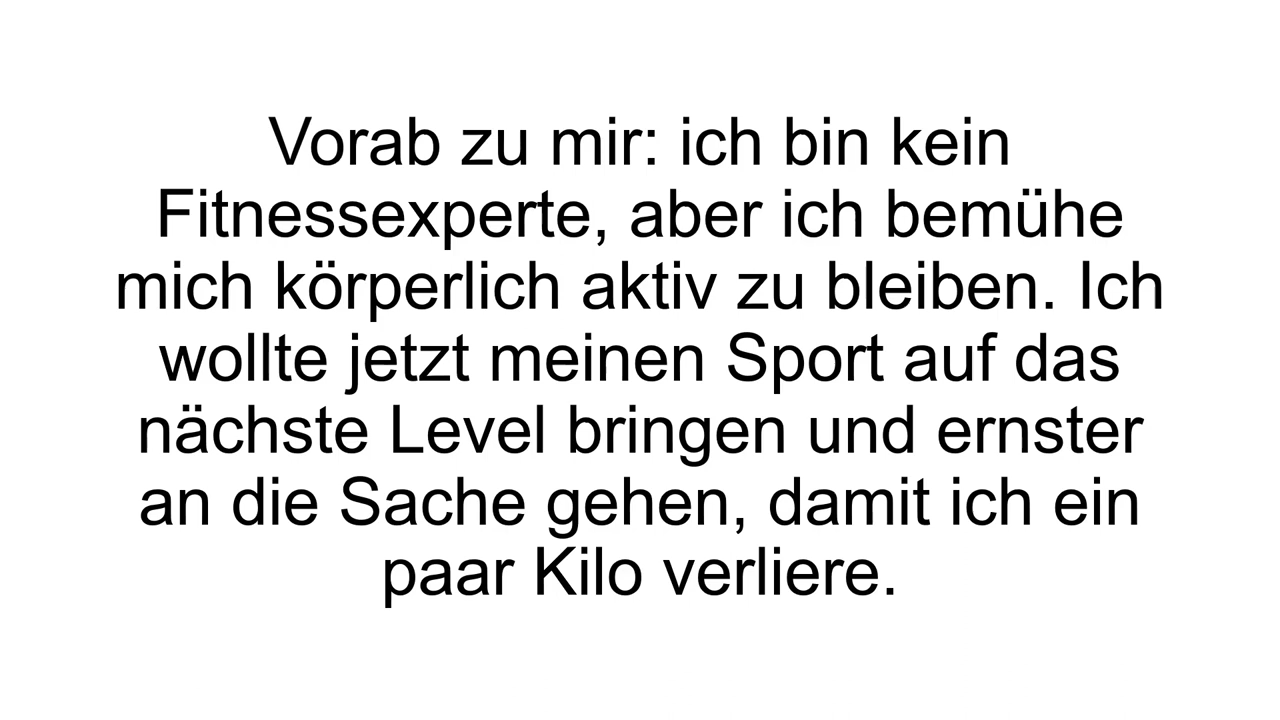 Vorab zu mir: ich bin kein
Fitnessexperte, aber ich bemühe
mich körperlich aktiv zu bleiben. Ich
wollte jetzt meinen Sport auf das
nächste Level bringen und ernster
an die Sache gehen, damit ich ein
paar Kilo verliere.